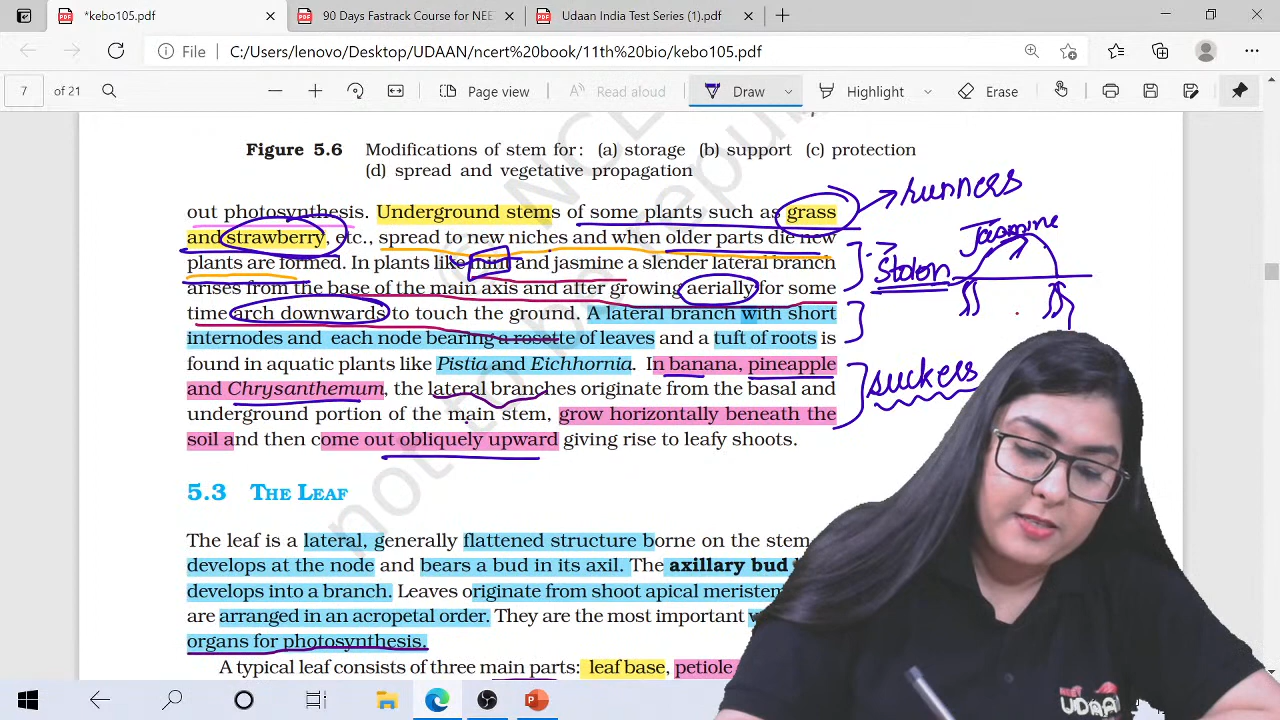 *kebo105.pdf
90 Days Fastrack Course for NEE
Udaan India Test Series (1).pdf
File
C:/Users/lenovo/Desktop/UDAAN/ncert%20book/11th%20bio/kebo105.pdf
7 of 21
Page view
Read aloud
Draw
Highlight
Erase
Figure 5.6 Modifications of stem for: (a) storage (b) support (c) protection
(d) spread and vegetative propagation
runners
out photosynthesis. Underground stems of some plants such as grass
Jasmine
and strawberry, etc., spread to new niches and when older parts die new
plants are formed. In plants like mint and jasmine a slender lateral branch
Stolon
arises from the base of the main axis and after growing aerially for some
time arch downwards to touch the ground. A lateral branch with short
internodes and each node bearing a rosette of leaves and a tuft of roots is
found in aquatic plants like Pistia and Eichhornia. In banana, pineapple
suckers
and Chrysanthemum, the lateral branches originate from the basal and
underground portion of the main stem, grow horizontally beneath the
soil and then come out obliquely upward giving rise to leafy shoots.
5.3 THE LEAF
The leaf is a lateral, generally flattened structure borne on the stem
develops at the node and bears a bud in its axil. The axillary bud
develops into a branch. Leaves originate from shoot apical meristem
are arranged in an acropetal order. They are the most important
organs for photosynthesis.
A typical leaf consists of three main parts: leaf base, petiole
UDAAN